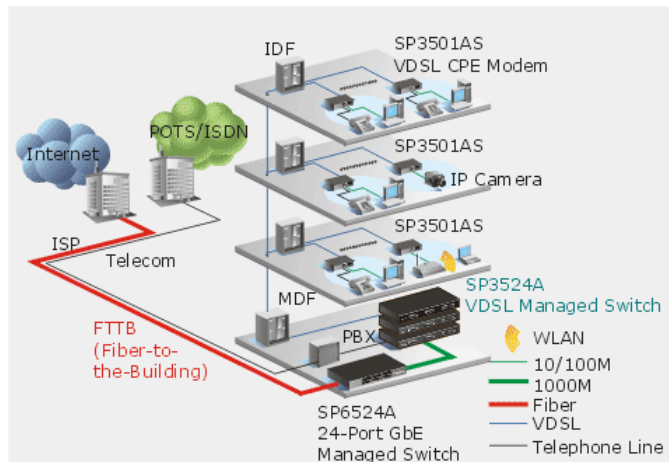 IDF
SP3501AS
VDSL CPE Modem
POTS/ISDN
Internet
SP3501AS
IP Camera
ISP
Telecom
SP3501AS
MDF
SP3524A
VDSL Managed Switch
FTTB
(Fiber-to-
the-Building)
PBX
WLAN
10/100M
1000M
Fiber
VDSL
Telephone Line
SP6524A
24-Port GbE
Managed Switch